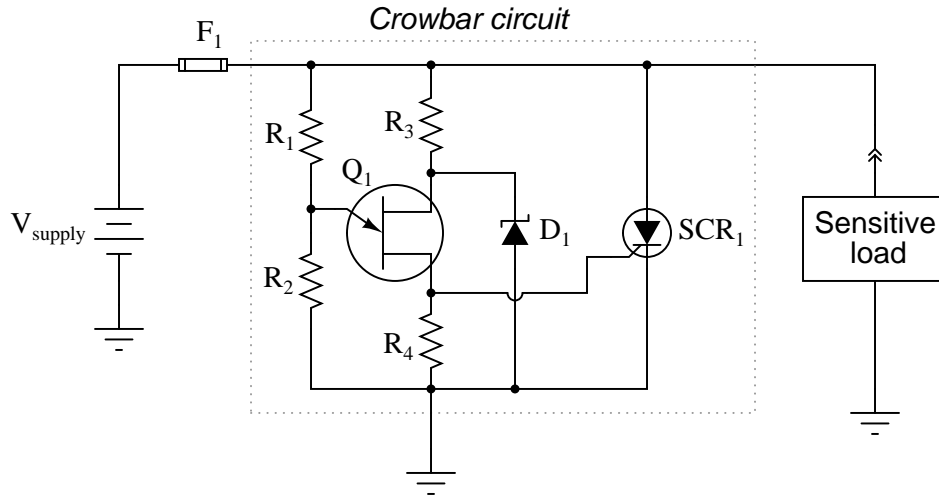 Crowbar circuit
F1
R1
R3
Q1
Vsupply
R2
D1
SCR1
Sensitive
load
R4